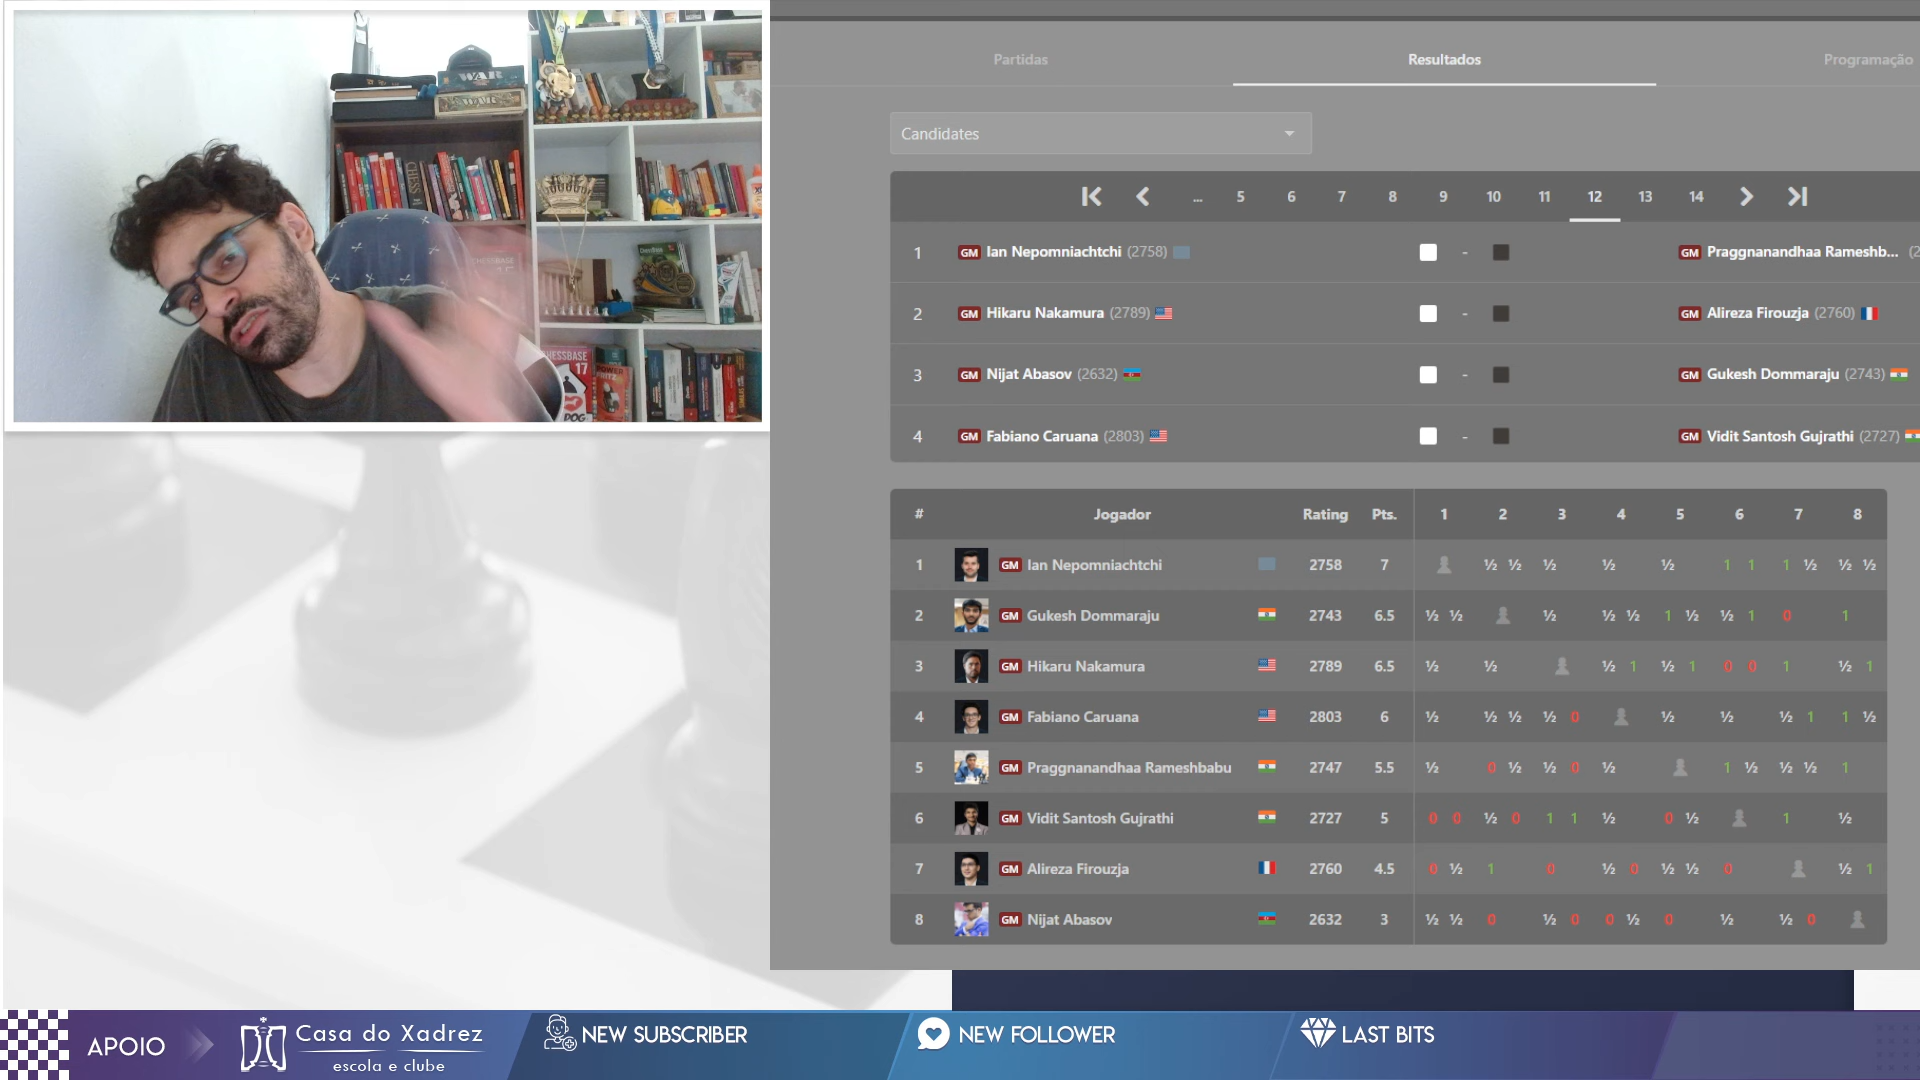 WAR
WAR
CHESS
CHESSBASE
17
DOG
POWER
Partidas
Resultados
Programação
Candidates
... 5 6 7 8 9 10 11 12 13 14
1 GM Ian Nepomniachtchi (2758) - GM Praggnanandhaa Rameshb... (2
2 GM Hikaru Nakamura (2789) - GM Alireza Firouzja (2760)
3 GM Nijat Abasov (2632) - GM Gukesh Dommaraju (2743)
4 GM Fabiano Caruana (2803) - GM Vidit Santosh Gujrathi (2727)
# Jogador Rating Pts. 1 2 3 4 5 6 7 8
1 GM Ian Nepomniachtchi 2758 7 ½ ½ ½ ½ ½ 1 1 1 ½ ½ ½
2 GM Gukesh Dommaraju 2743 6.5 ½ ½ ½ ½ ½ 1 ½ ½ 1 0 1
3 GM Hikaru Nakamura 2789 6.5 ½ ½ ½ 1 ½ 1 0 0 1 ½ 1
4 GM Fabiano Caruana 2803 6 ½ ½ ½ ½ 0 ½ ½ ½ 1 1 ½
5 GM Praggnanandhaa Rameshbabu 2747 5.5 ½ 0 ½ ½ 0 ½ 1 ½ ½ ½ 1
6 GM Vidit Santosh Gujrathi 2727 5 0 0 ½ 0 1 1 ½ 0 ½ 1 ½
7 GM Alireza Firouzja 2760 4.5 0 ½ 1 0 ½ 0 ½ ½ 0 ½ 1
8 GM Nijat Abasov 2632 3 ½ ½ 0 ½ 0 0 ½ 0 ½ ½ 0
APOIO
Casa do Xadrez
escola e clube
NEW SUBSCRIBER
NEW FOLLOWER
LAST BITS